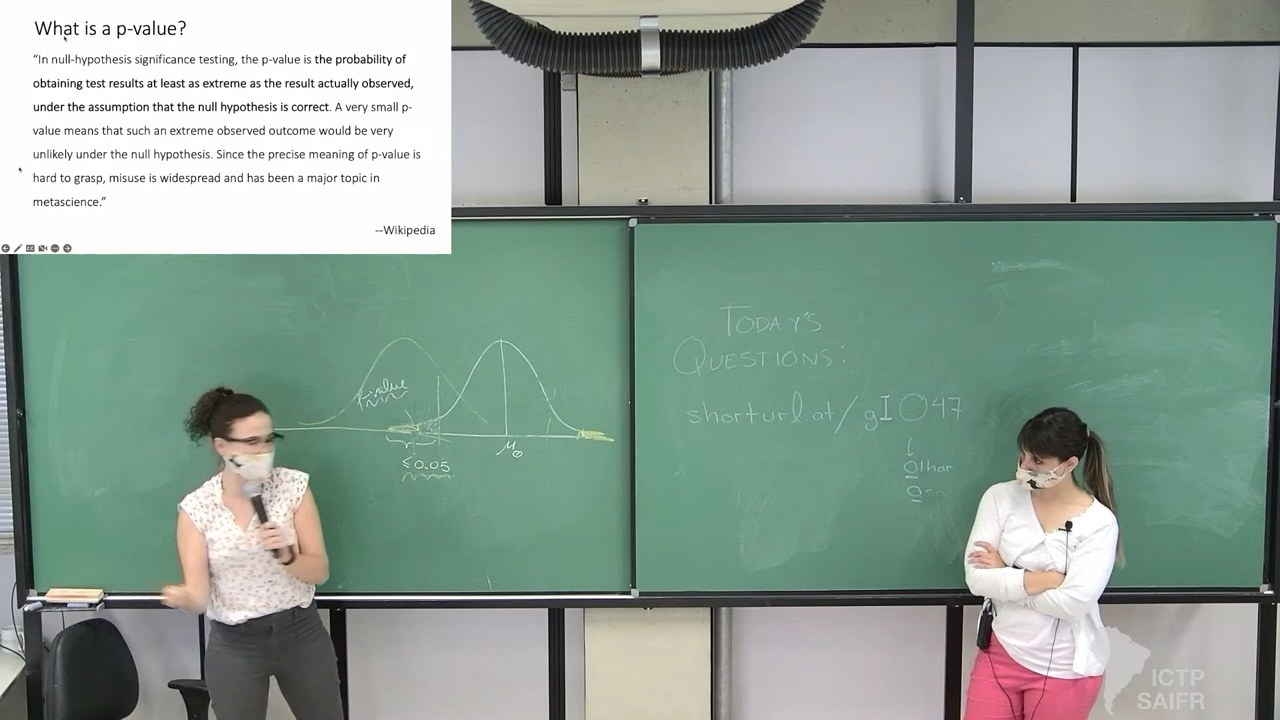 What is a p-value?
“In null-hypothesis significance testing, the p-value is the probability of
obtaining test results at least as extreme as the result actually observed,
under the assumption that the null hypothesis is correct. A very small p-
value means that such an extreme observed outcome would be very
unlikely under the null hypothesis. Since the precise meaning of p-value is
hard to grasp, misuse is widespread and has been a major topic in
metascience.”
--Wikipedia
p-value
≤0.05
μ₀
TODAY'S
QUESTIONS:
shorturl.at/gIO47
Olhar
ICTP
SAIFR